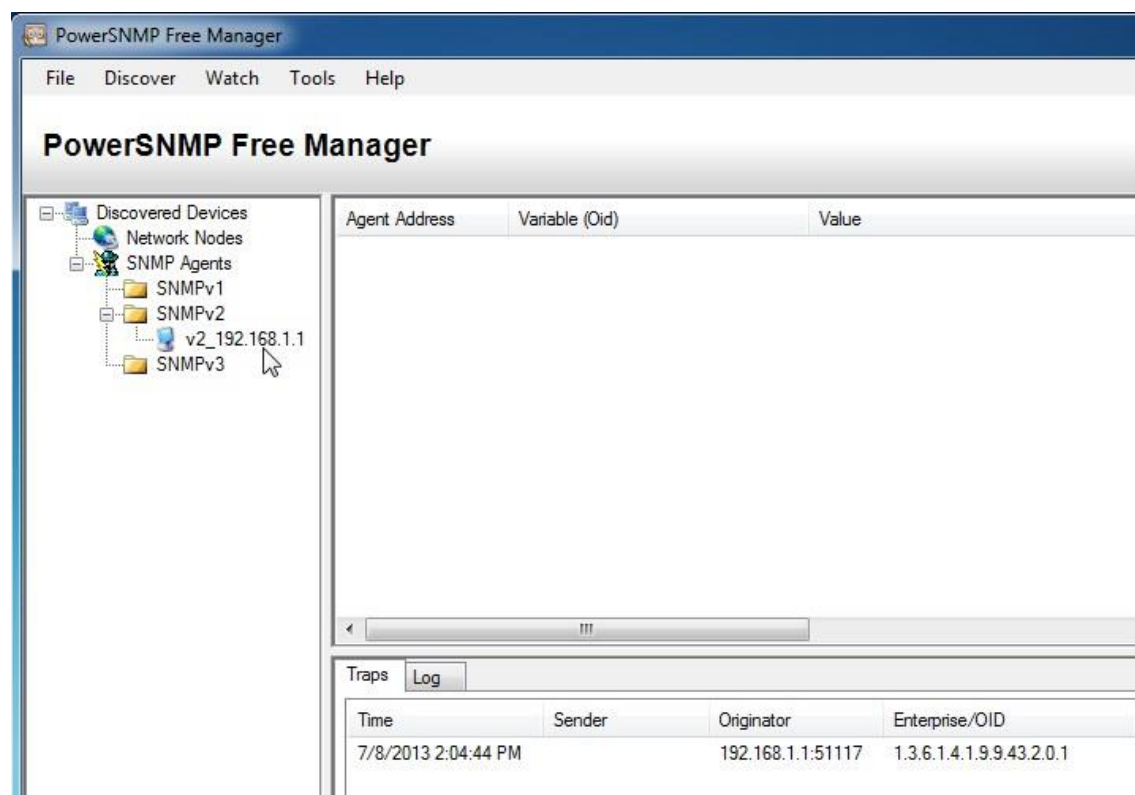 PowerSNMP Free Manager
File Discover Watch Tools Help
PowerSNMP Free Manager
Discovered Devices
Network Nodes
SNMP Agents
SNMPv1
SNMPv2
v2_192.168.1.1
SNMPv3
Agent Address Variable (Oid) Value
Traps Log
Time Sender Originator Enterprise/OID
7/8/2013 2:04:44 PM 192.168.1.1:51117 1.3.6.1.4.1.9.9.43.2.0.1